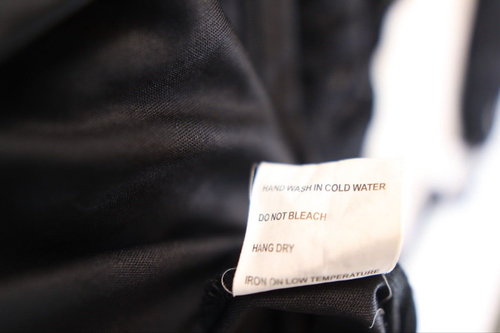 HAND WASH IN COLD WATER
DO NOT BLEACH
HANG DRY
IRON ON LOW TEMPERATURE